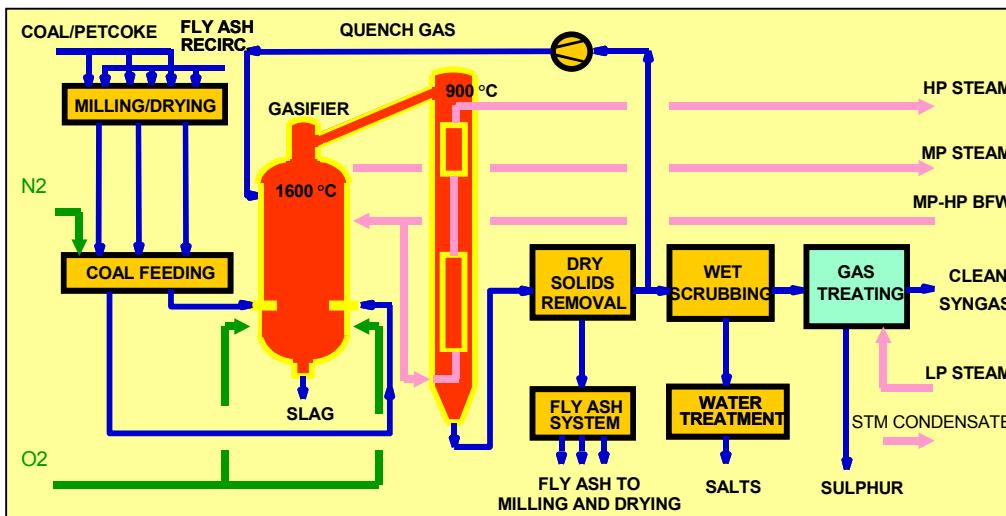 COAL/PETCOKE
FLY ASH
RECIRC
QUENCH GAS
MILLING/DRYING
GASIFIER
900 °C
HP STEAM
MP STEAM
N2
1600 °C
MP-HP BFW
COAL FEEDING
DRY
SOLIDS
REMOVAL
WET
SCRUBBING
GAS
TREATING
CLEAN
SYNGAS
LP STEAM
SLAG
FLY ASH
SYSTEM
WATER
TREATMENT
STM CONDENSATE
O2
FLY ASH TO
MILLING AND DRYING
SALTS
SULPHUR